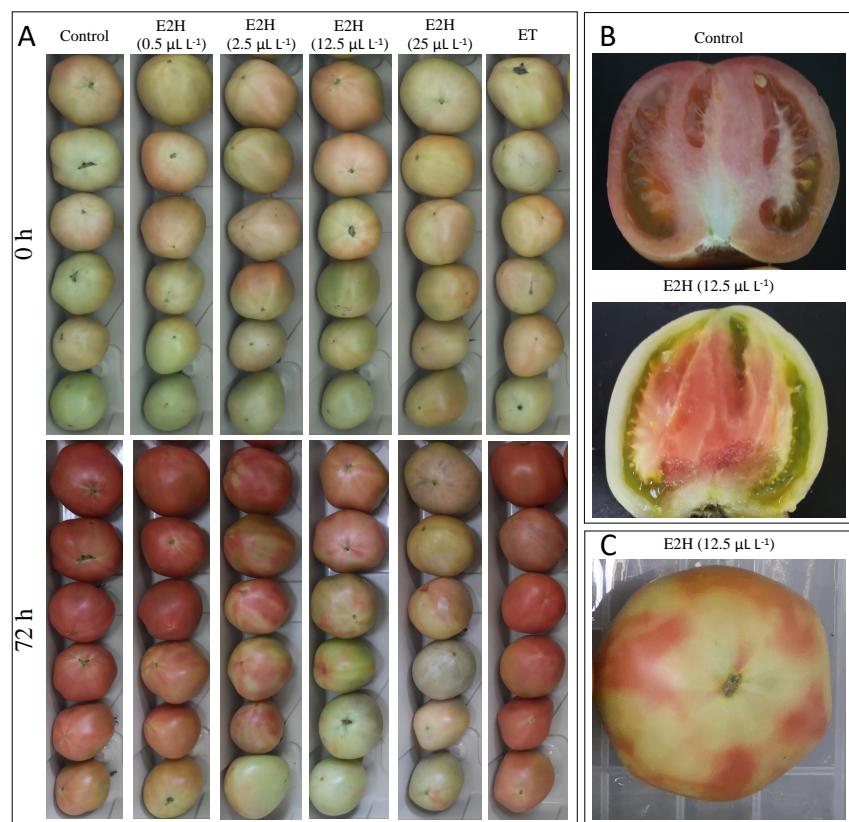 A
Control
E2H
(0.5 µL L⁻¹)
E2H
(2.5 µL L⁻¹)
E2H
(12.5 µL L⁻¹)
E2H
(25 µL L⁻¹)
ET
0 h
72 h
B
Control
E2H (12.5 µL L⁻¹)
C
E2H (12.5 µL L⁻¹)